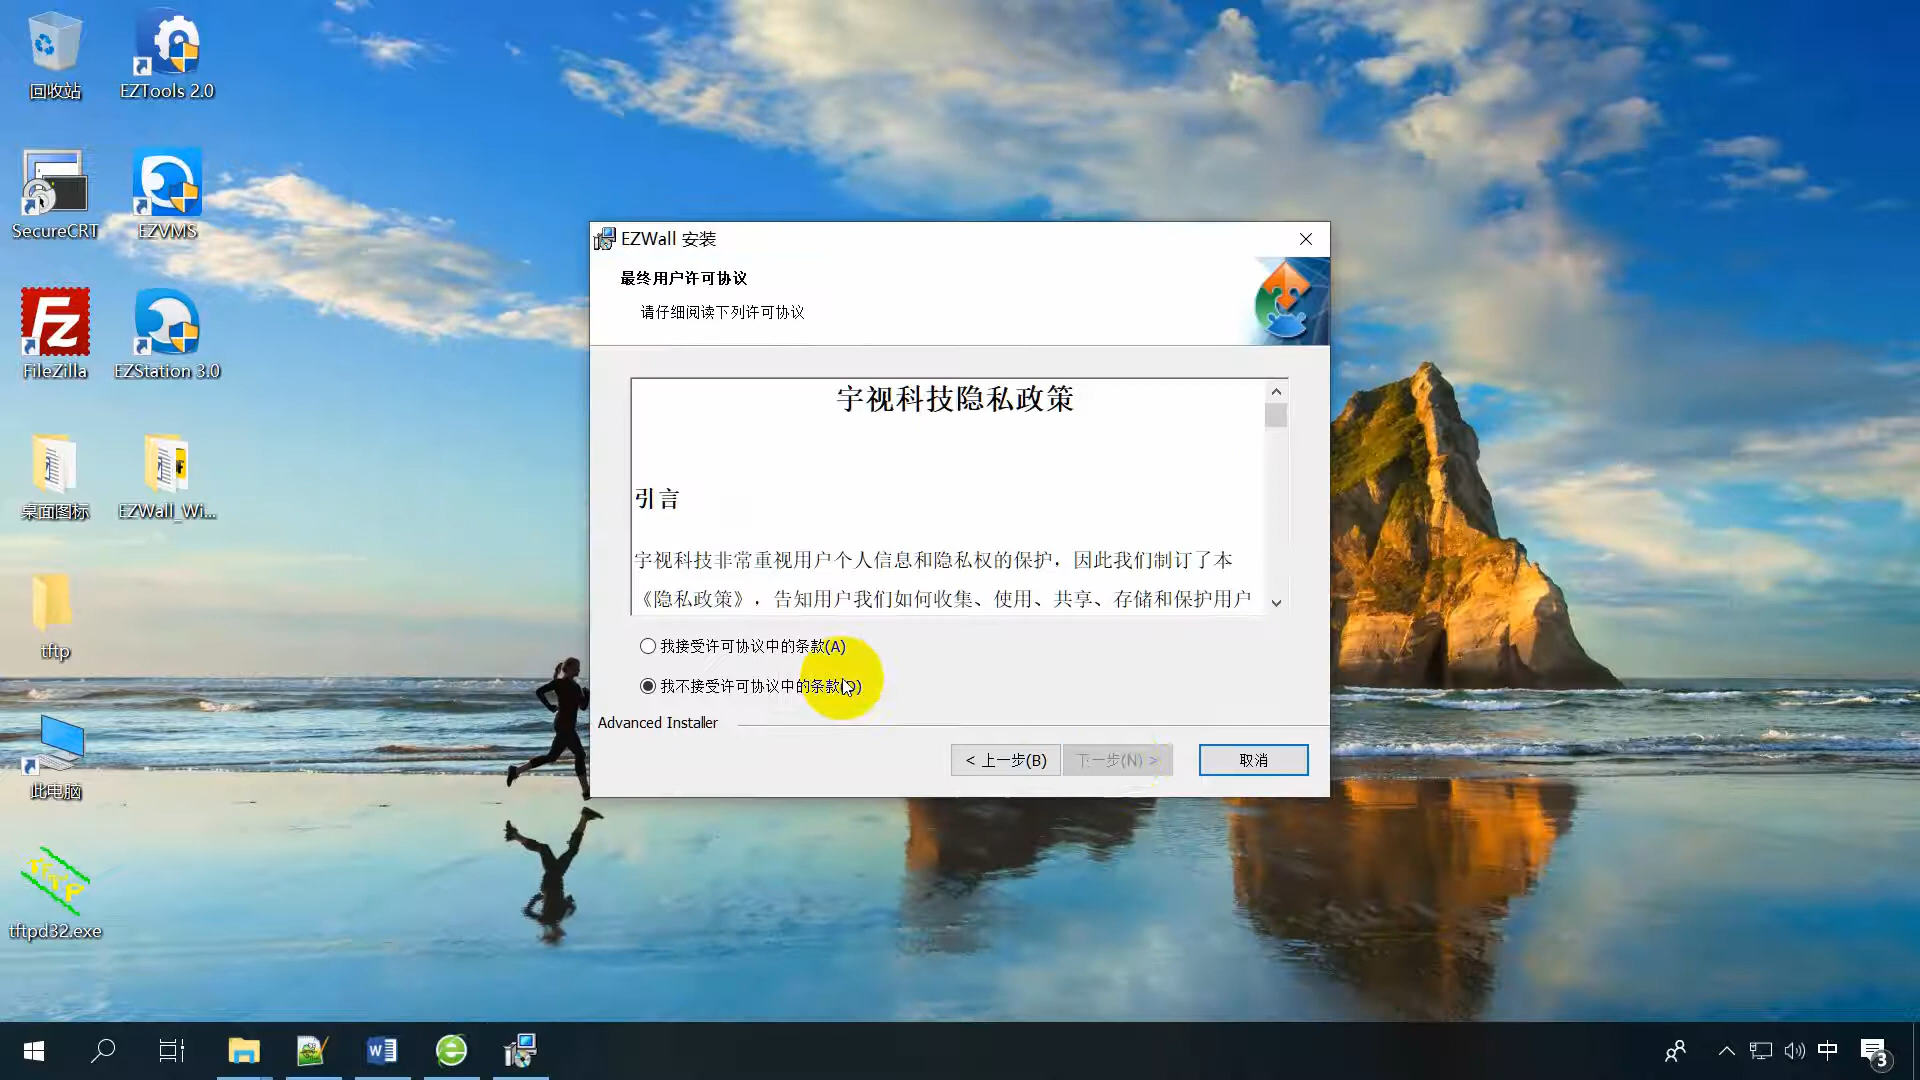 回收站
EZTools 2.0
SecureCRT
EZVMS
FileZilla
EZStation 3.0
桌面图标
EZWall_Wi...
tftp
此电脑
tftpd32.exe
EZWall 安装
最终用户许可协议
请仔细阅读下列许可协议
宇视科技隐私政策
引言
宇视科技非常重视用户个人信息和隐私权的保护，因此我们制订了本
《隐私政策》，告知用户我们如何收集、使用、共享、存储和保护用户
我接受许可协议中的条款(A)
我不接受许可协议中的条款(D)
Advanced Installer
< 上一步(B)
下一步(N) >
取消
中
3